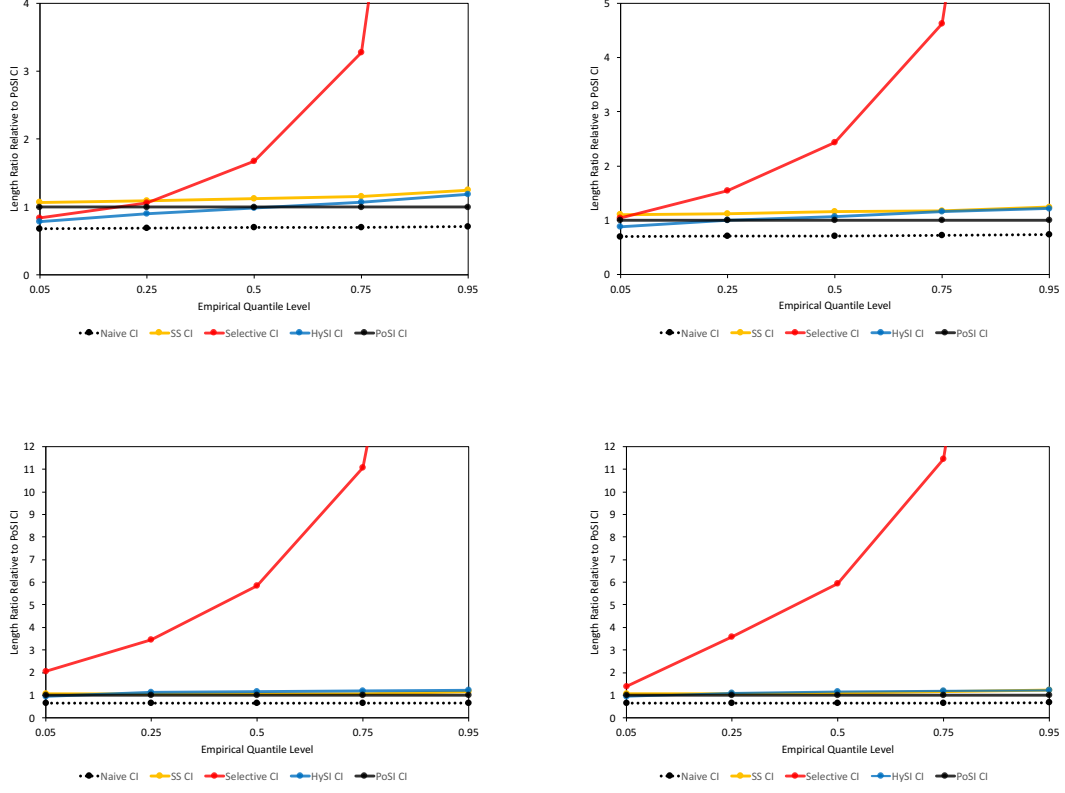 Length Ratio Relative to PoSI CI
4
3
2
1
0
0.05 0.25 0.5 0.75 0.95
Empirical Quantile Level
Naive CI SS CI Selective CI HySI CI PoSI CI
Length Ratio Relative to PoSI CI
5
4
3
2
1
0
0.05 0.25 0.5 0.75 0.95
Empirical Quantile Level
Naive CI SS CI Selective CI HySI CI PoSI CI
Length Ratio Relative to PoSI CI
12
11
10
9
8
7
6
5
4
3
2
1
0
0.05 0.25 0.5 0.75 0.95
Empirical Quantile Level
Naive CI SS CI Selective CI HySI CI PoSI CI
Length Ratio Relative to PoSI CI
12
11
10
9
8
7
6
5
4
3
2
1
0
0.05 0.25 0.5 0.75 0.95
Empirical Quantile Level
Naive CI SS CI Selective CI HySI CI PoSI CI